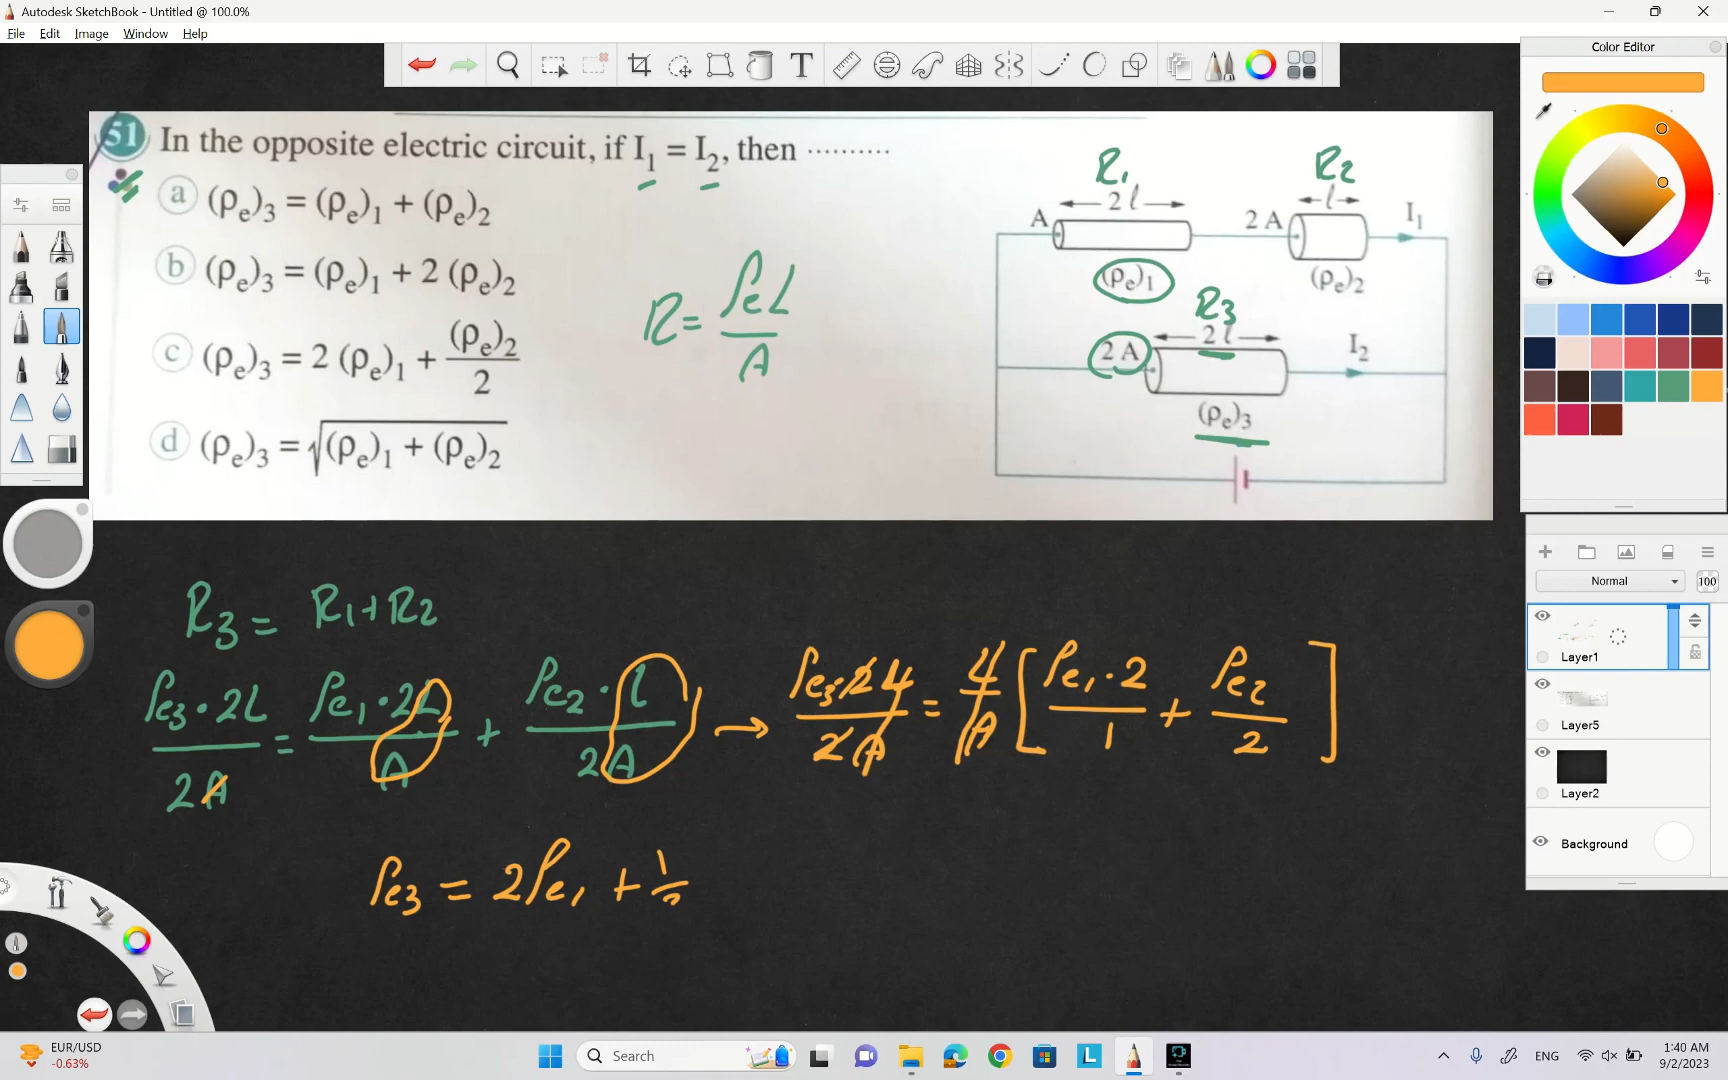 Autodesk SketchBook - Untitled @ 100.0%
File Edit Image Window Help
Color Editor
51 In the opposite electric circuit, if I₁ = I₂, then ..........
a (ρₑ)₃ = (ρₑ)₁ + (ρₑ)₂
b (ρₑ)₃ = (ρₑ)₁ + 2 (ρₑ)₂
c (ρₑ)₃ = 2 (ρₑ)₁ + (ρₑ)₂ / 2
d (ρₑ)₃ = √((ρₑ)₁ + (ρₑ)₂)
R = ρe L / A
R₁ R₂
A 2 l 2 A l I₁
(ρₑ)₁ (ρₑ)₂
R₃
2 A 2 l I₂
(ρₑ)₃
R₃ = R₁ + R₂
ρe₃ · 2L / 2A = ρe₁ · 2L / A + ρe₂ · L / 2A → ρe₃ · 2L / 2A = L / A [ ρe₁ · 2 / 1 + ρe₂ / 2 ]
ρe₃ = 2ρe₁ + 1/2
Normal 100
Layer1
Layer5
Layer2
Background
EUR/USD
-0.63%
Search
L
ENG
1:40 AM
9/2/2023